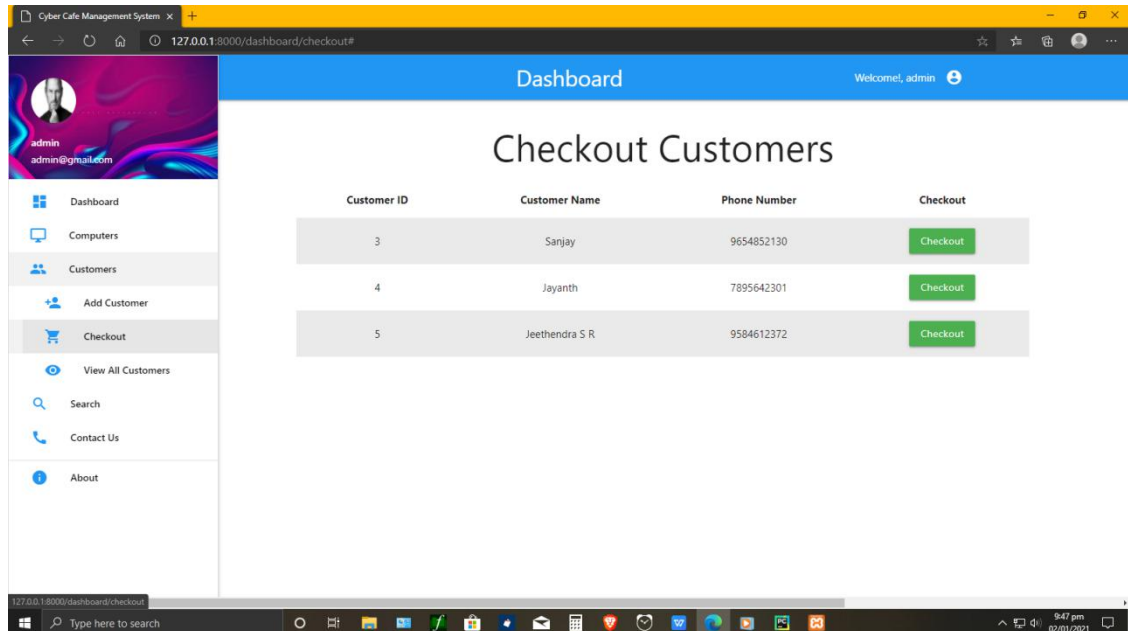 Cyber Cafe Management System
127.0.0.1:8000/dashboard/checkout#
Dashboard
Welcome!, admin
admin
admin@gmail.com
Dashboard
Computers
Customers
Add Customer
Checkout
View All Customers
Search
Contact Us
About
Checkout Customers
Customer ID Customer Name Phone Number Checkout
3 Sanjay 9654852130 Checkout
4 Jayanth 7895642301 Checkout
5 Jeethendra S R 9584612372 Checkout
127.0.0.1:8000/dashboard/checkout
Type here to search
9:47 pm
02/01/2021